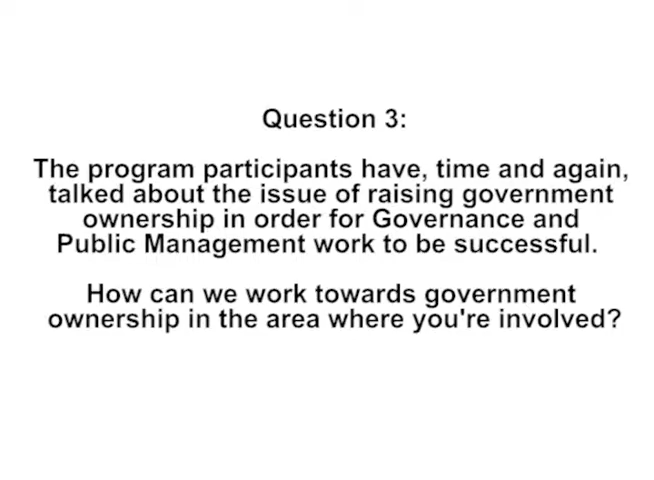 Question 3:
The program participants have, time and again,
talked about the issue of raising government
ownership in order for Governance and
Public Management work to be successful.
How can we work towards government
ownership in the area where you're involved?